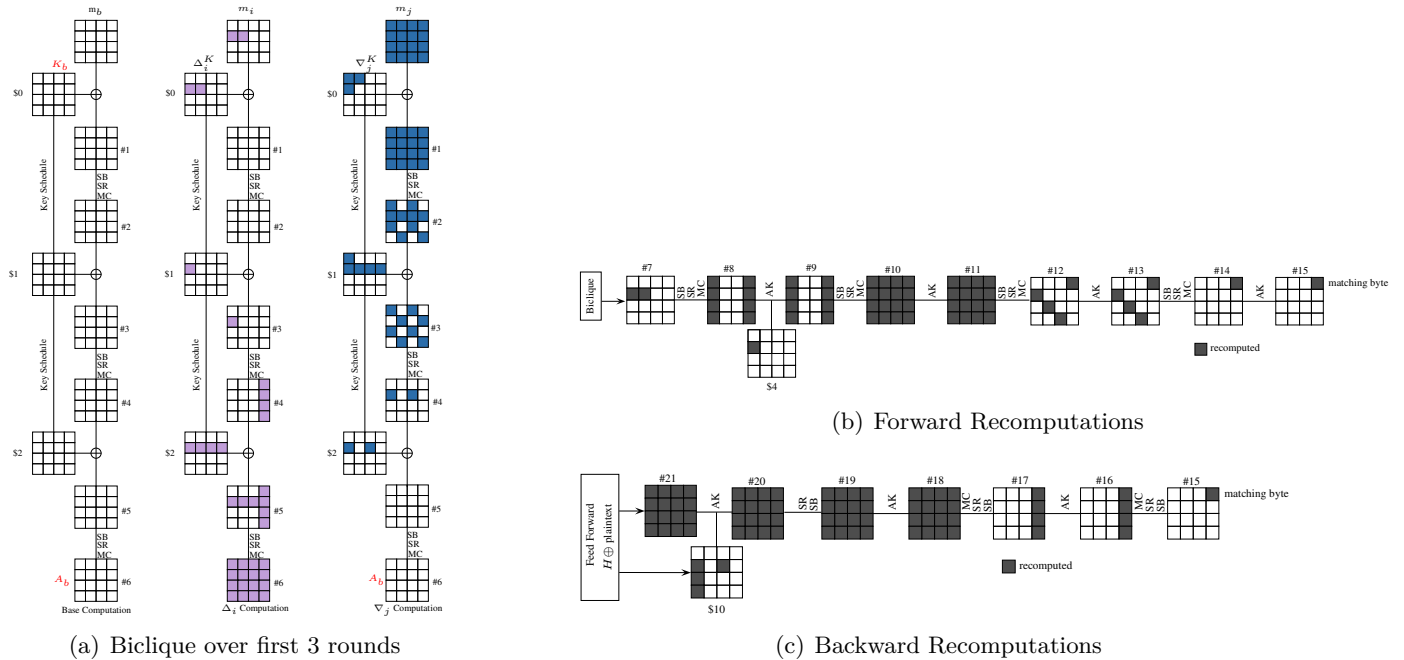 m_b
K_b
$0
#1
Key Schedule
SB
SR
MC
#2
$1
#3
Key Schedule
SB
SR
MC
#4
$2
#5
SB
SR
MC
A_b
#6
Base Computation
m_i
Δ_i^K
$0
#1
Key Schedule
SB
SR
MC
#2
$1
#3
Key Schedule
SB
SR
MC
#4
$2
#5
SB
SR
MC
#6
Δ_i Computation
m_j
∇_j^K
$0
#1
Key Schedule
SB
SR
MC
#2
$1
#3
Key Schedule
SB
SR
MC
#4
$2
#5
SB
SR
MC
A_b
#6
∇_j Computation
(a) Biclique over first 3 rounds
Biclique
#7
SB
SR
MC
#8
AK
$4
#9
SB
SR
MC
#10
AK
#11
SB
SR
MC
#12
AK
#13
SB
SR
MC
#14
AK
#15
matching byte
recomputed
(b) Forward Recomputations
Feed Forward
H ⊕ plaintext
#21
AK
$10
#20
SR
SB
#19
AK
#18
MC
SR
SB
#17
AK
#16
MC
SR
SB
#15
matching byte
recomputed
(c) Backward Recomputations